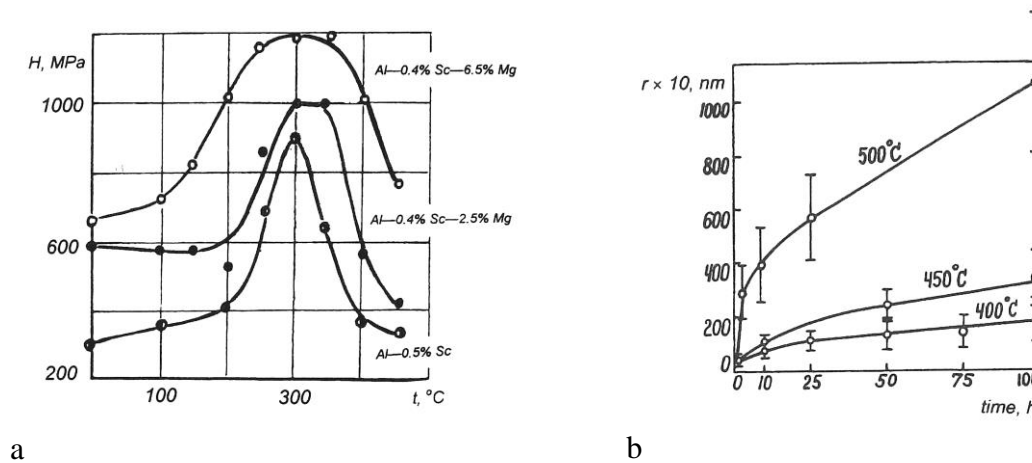 H, MPa
1000
600
200
100
300
t, °C
Al—0.4% Sc—6.5% Mg
Al—0.4% Sc—2.5% Mg
Al—0.5% Sc
a
r × 10, nm
1000
800
600
400
200
0
0
10
25
50
75
100
time, h
500°C
450°C
400°C
b